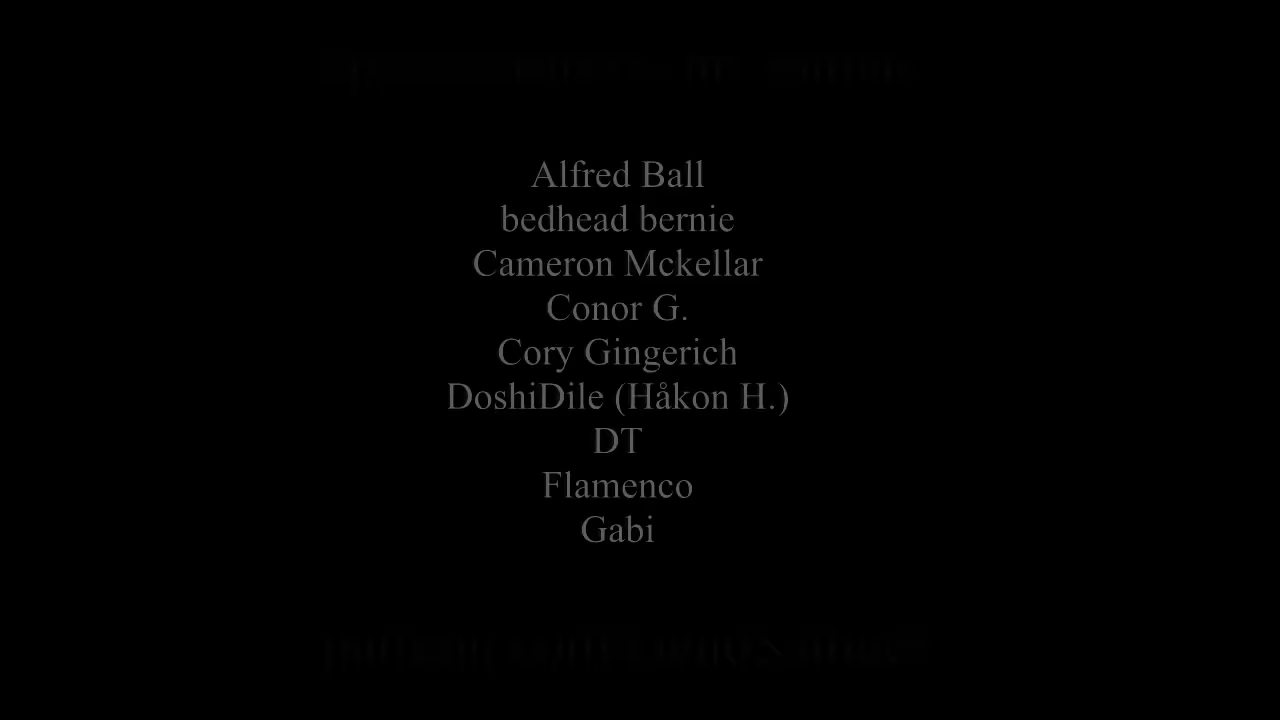 Alfred Ball
bedhead bernie
Cameron Mckellar
Conor G.
Cory Gingerich
DoshiDile (Håkon H.)
DT
Flamenco
Gabi